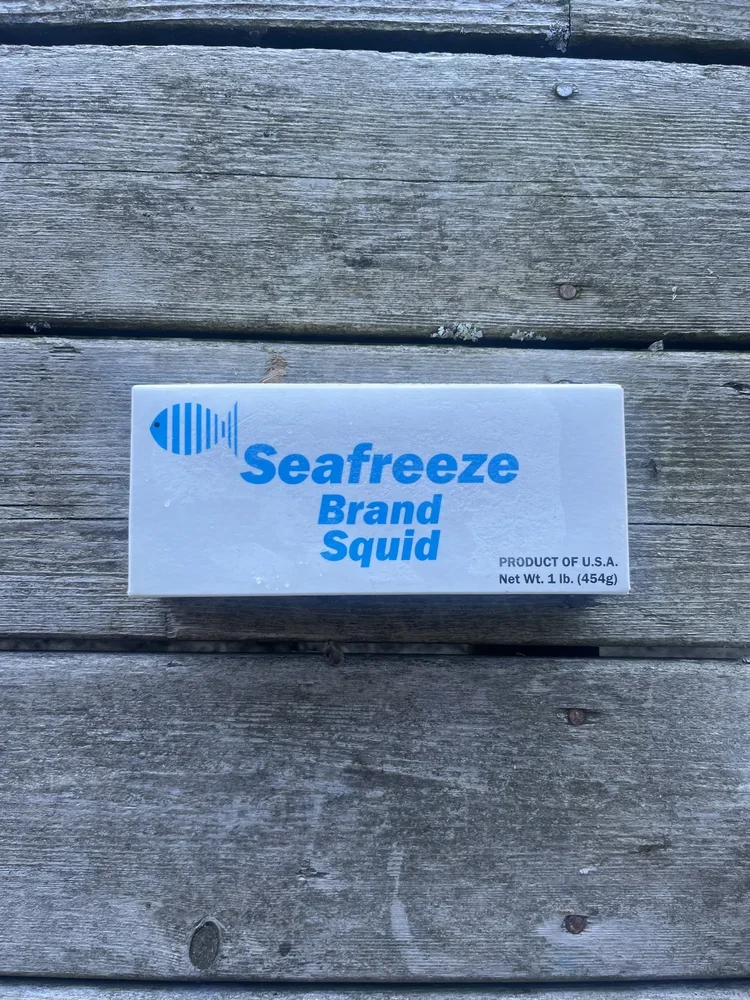 Seafreeze
Brand
Squid
PRODUCT OF U.S.A.
Net Wt. 1 lb. (454g)